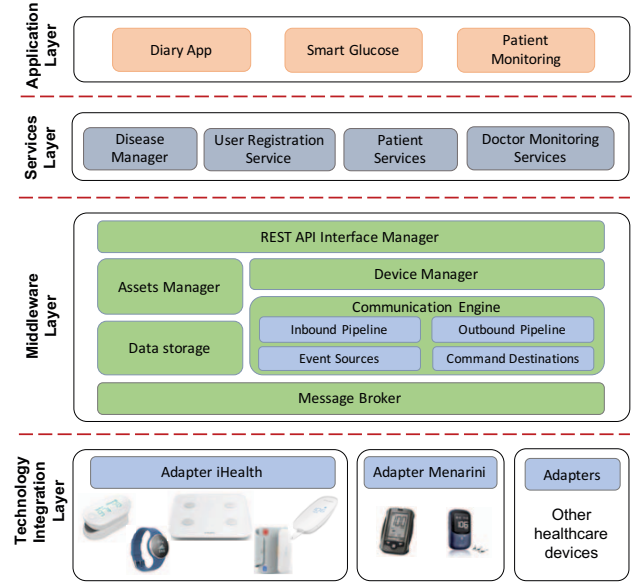 Application
Layer
Diary App
Smart Glucose
Patient
Monitoring
Services
Layer
Disease
Manager
User Registration
Service
Patient
Services
Doctor Monitoring
Services
Middleware
Layer
REST API Interface Manager
Assets Manager
Device Manager
Data storage
Communication Engine
Inbound Pipeline
Outbound Pipeline
Event Sources
Command Destinations
Message Broker
Technology
Integration
Layer
Adapter iHealth
Adapter Menarini
Adapters
Other
healthcare
devices